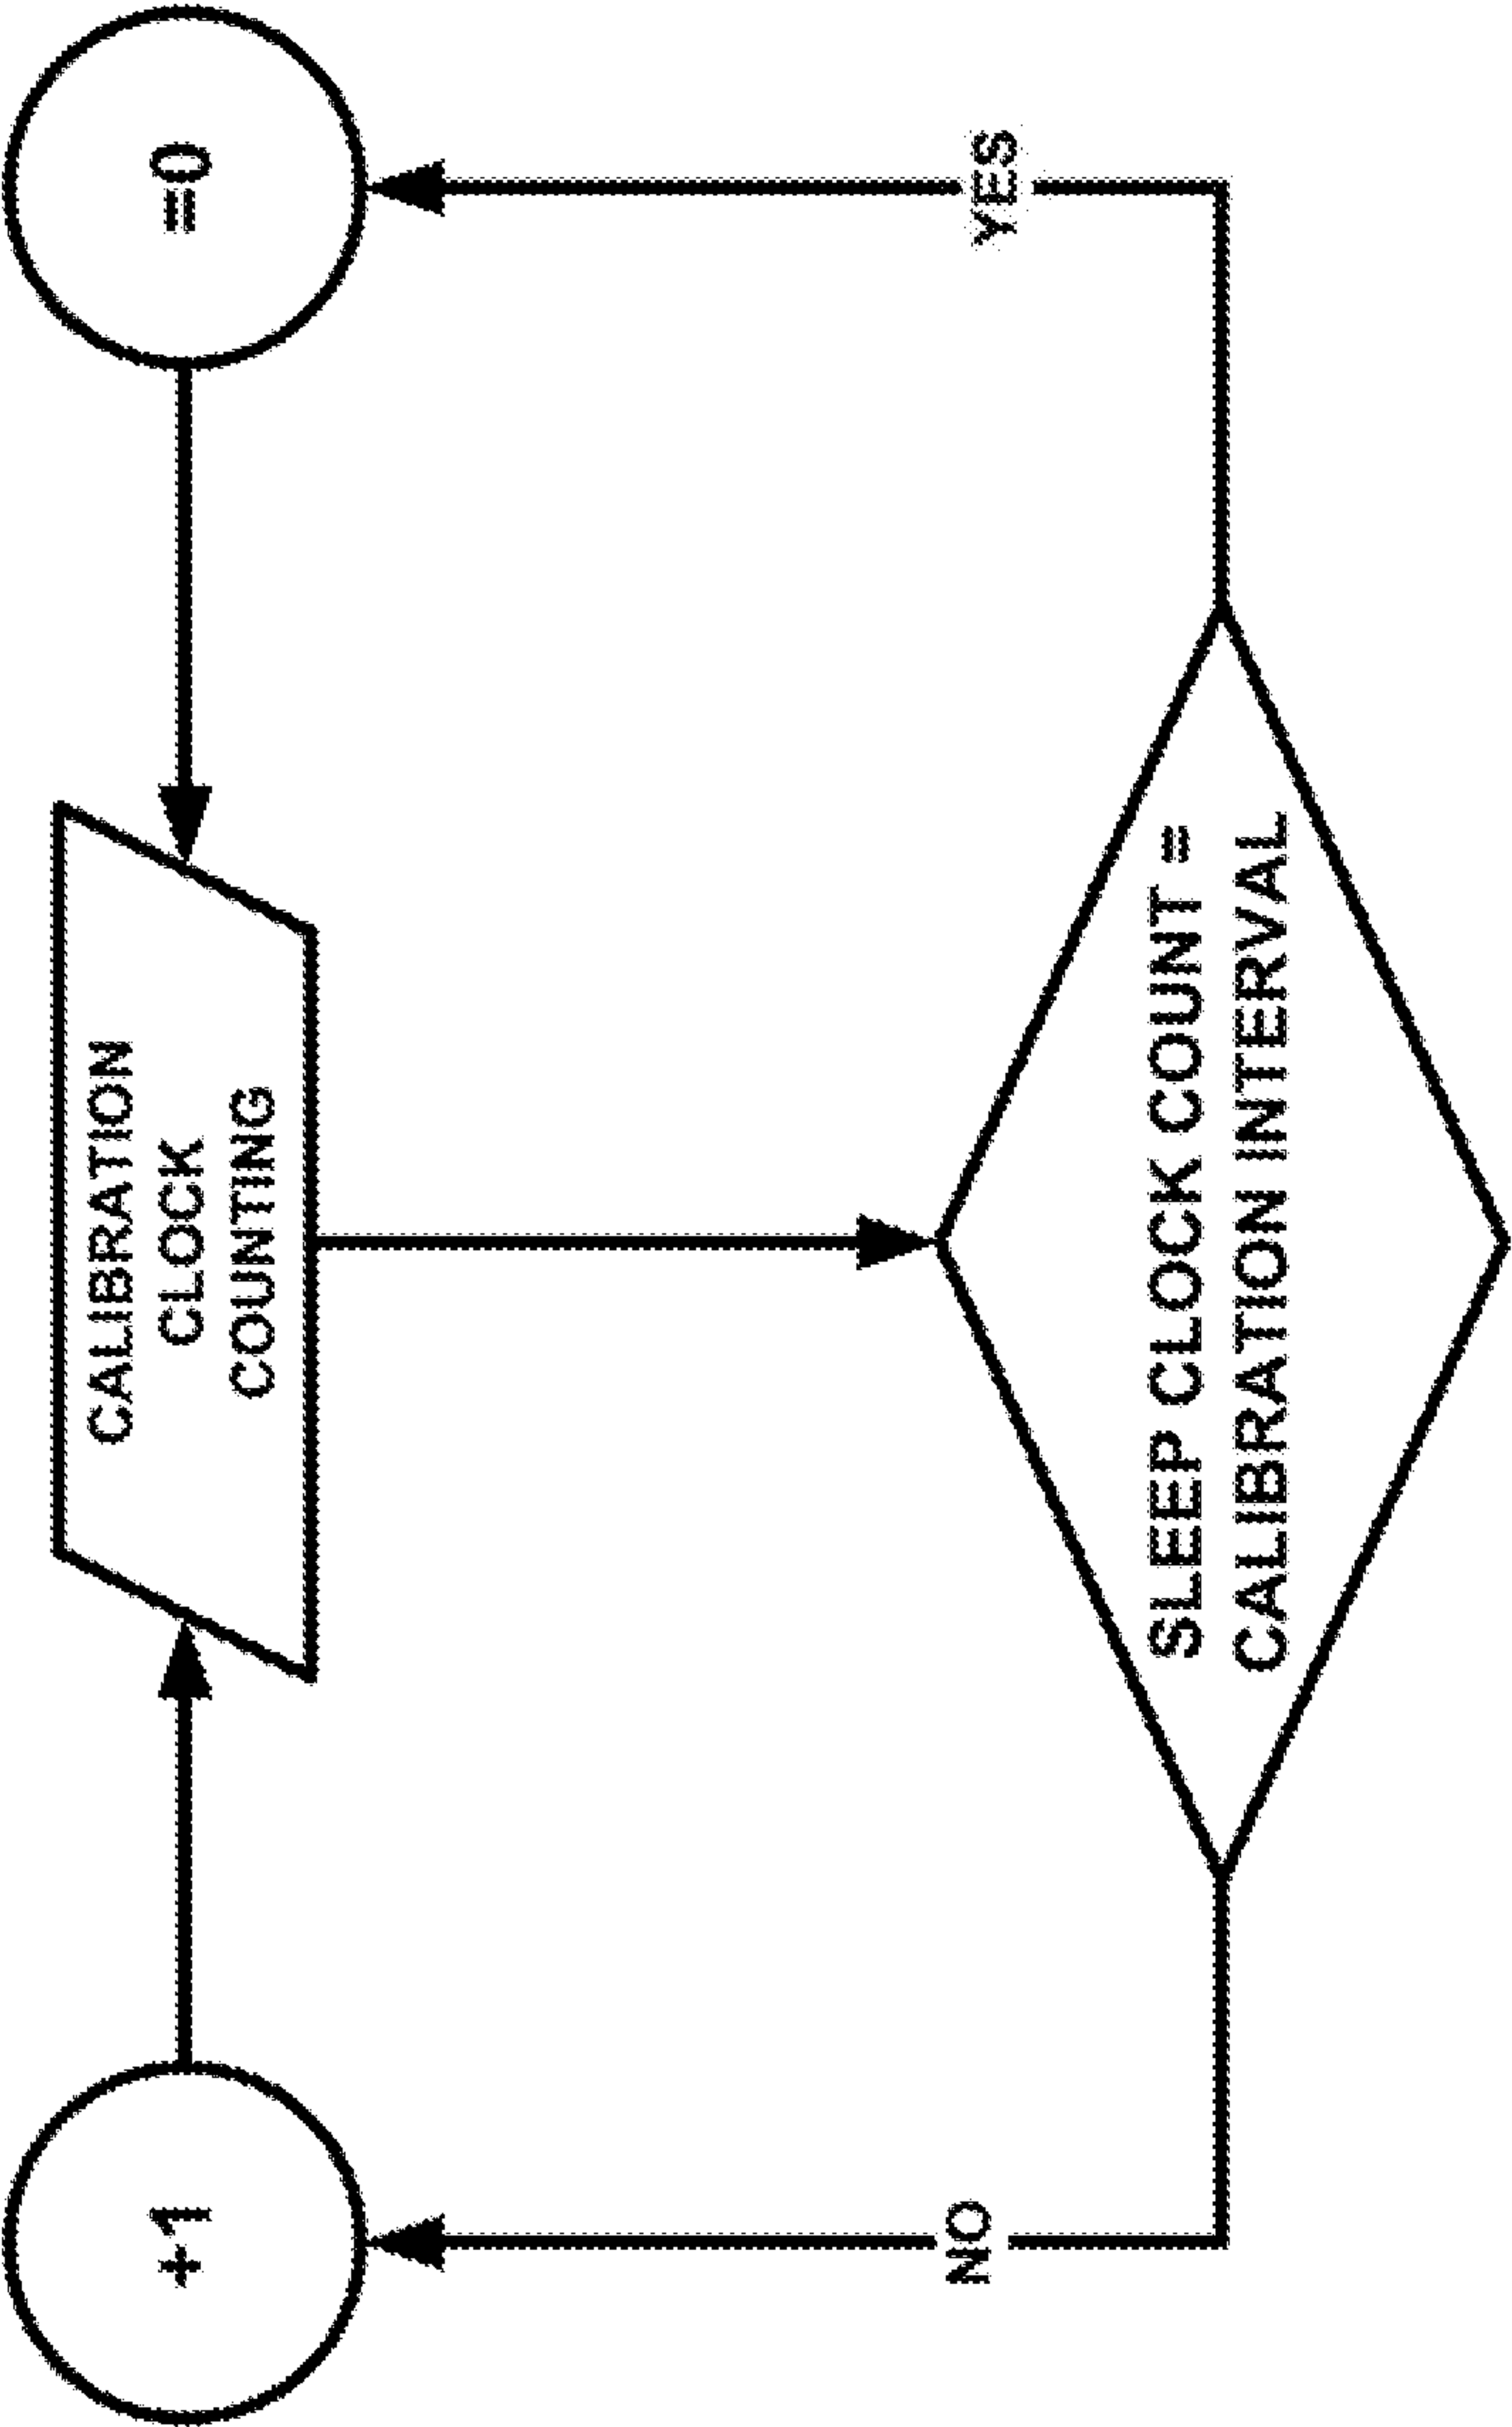 +1
CALIBRATION
CLOCK
COUNTING
=0
NO
YES
SLEEP CLOCK COUNT =
CALIBRATION INTERVAL